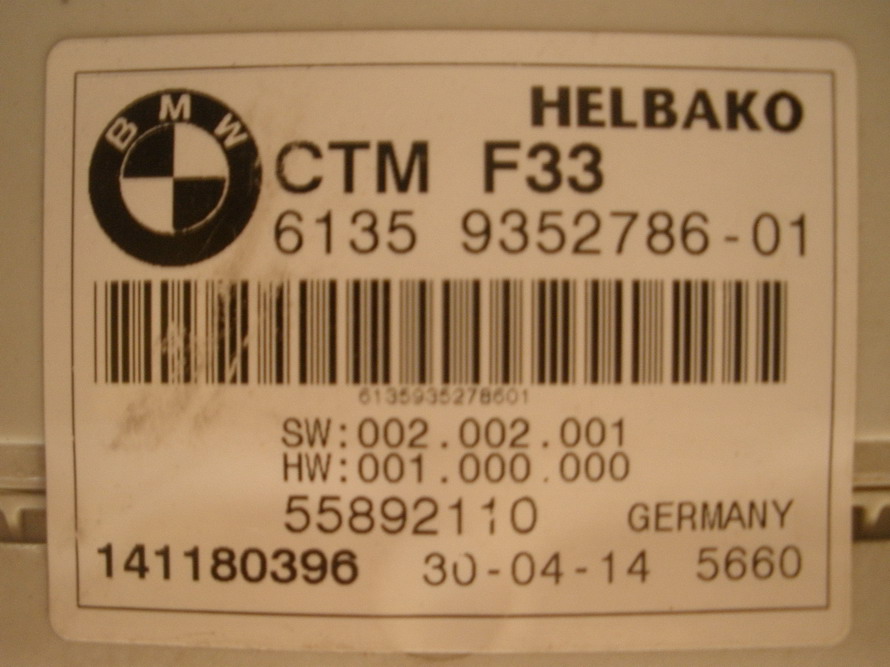 HELBAKO
BMW
CTM F33
6135 9352786-01
6135935278601
SW:002.002.001
HW:001.000.000
55892110 GERMANY
141180396 30-04-14 5660